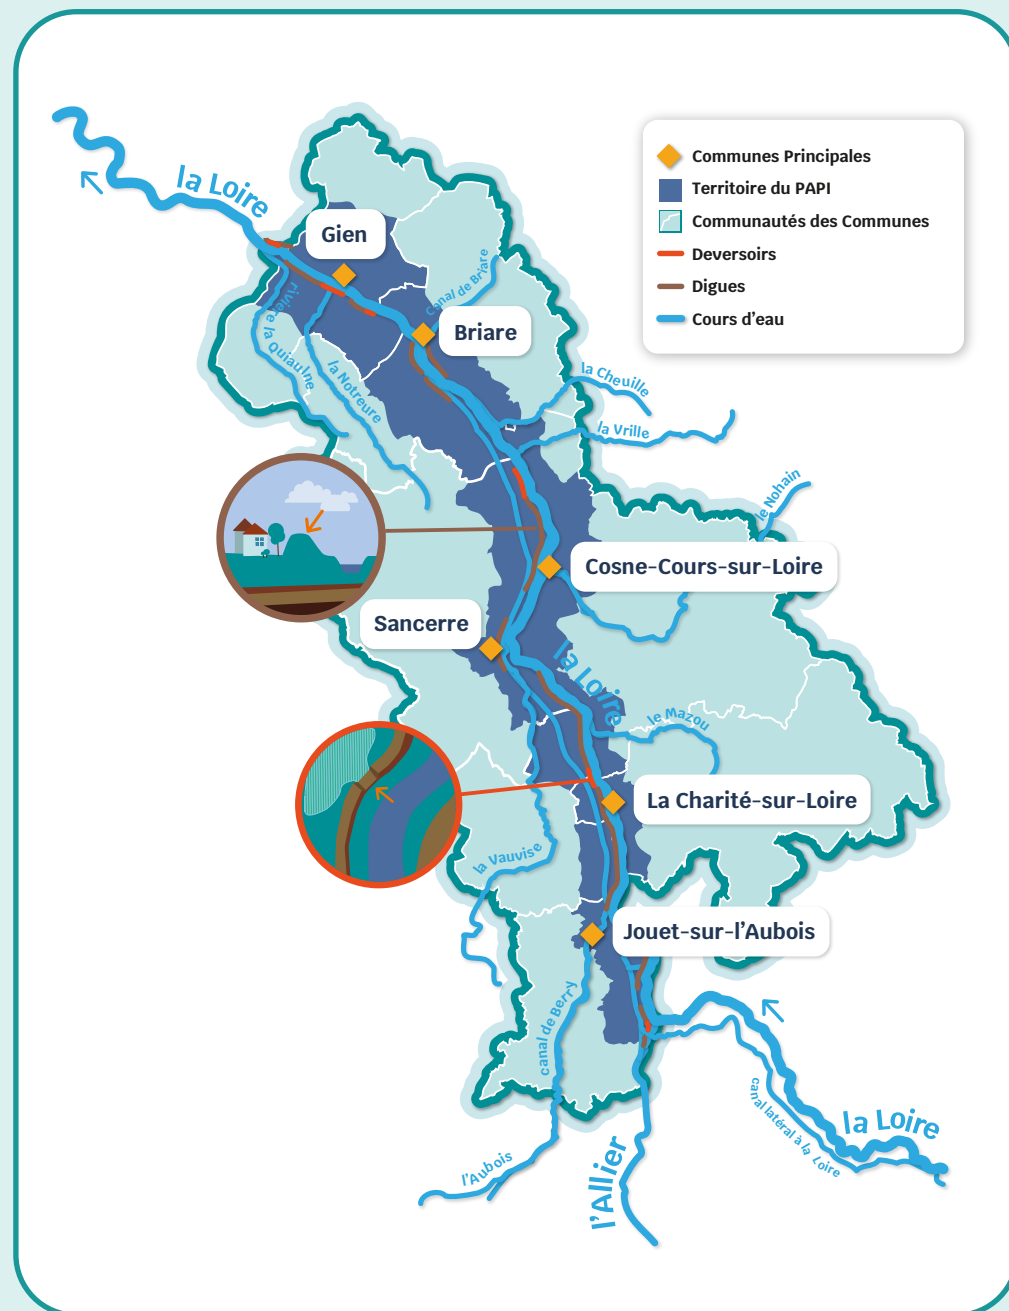 la Loire
Communes Principales
Territoire du PAPI
Communautés des Communes
Deversoirs
Digues
Cours d'eau
Gien
Canal de Briare
Briare
rivière la Quiaulne
la Notreure
la Cheuille
la Vrille
le Nohain
Cosne-Cours-sur-Loire
Sancerre
la Loire
le Mazou
La Charité-sur-Loire
la Vauvise
Jouet-sur-l'Aubois
canal de Berry
canal latéral à la Loire
la Loire
l'Aubois
l'Allier